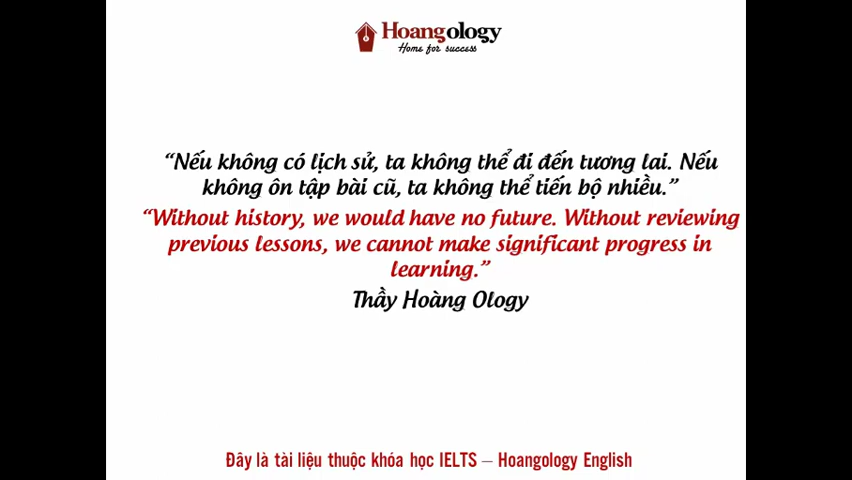 Hoangology
Home for success
“Nếu không có lịch sử, ta không thể đi đến tương lai. Nếu
không ôn tập bài cũ, ta không thể tiến bộ nhiều.”
“Without history, we would have no future. Without reviewing
previous lessons, we cannot make significant progress in
learning.”
Thầy Hoàng Ology
Đây là tài liệu thuộc khóa học IELTS – Hoangology English